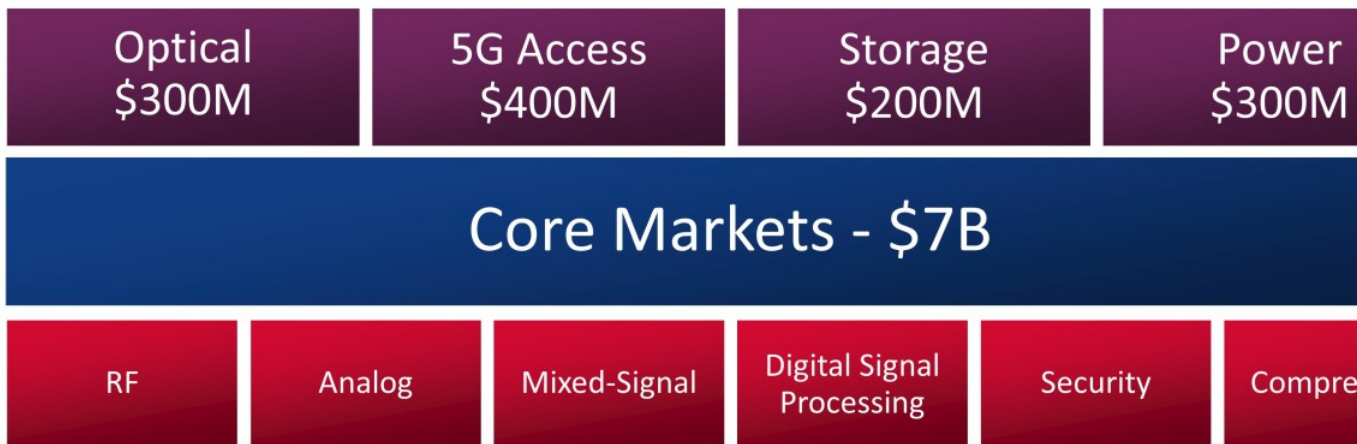 Optical
$300M
5G Access
$400M
Storage
$200M
Power
$300M
Core Markets - $7B
RF
Analog
Mixed-Signal
Digital Signal
Processing
Security